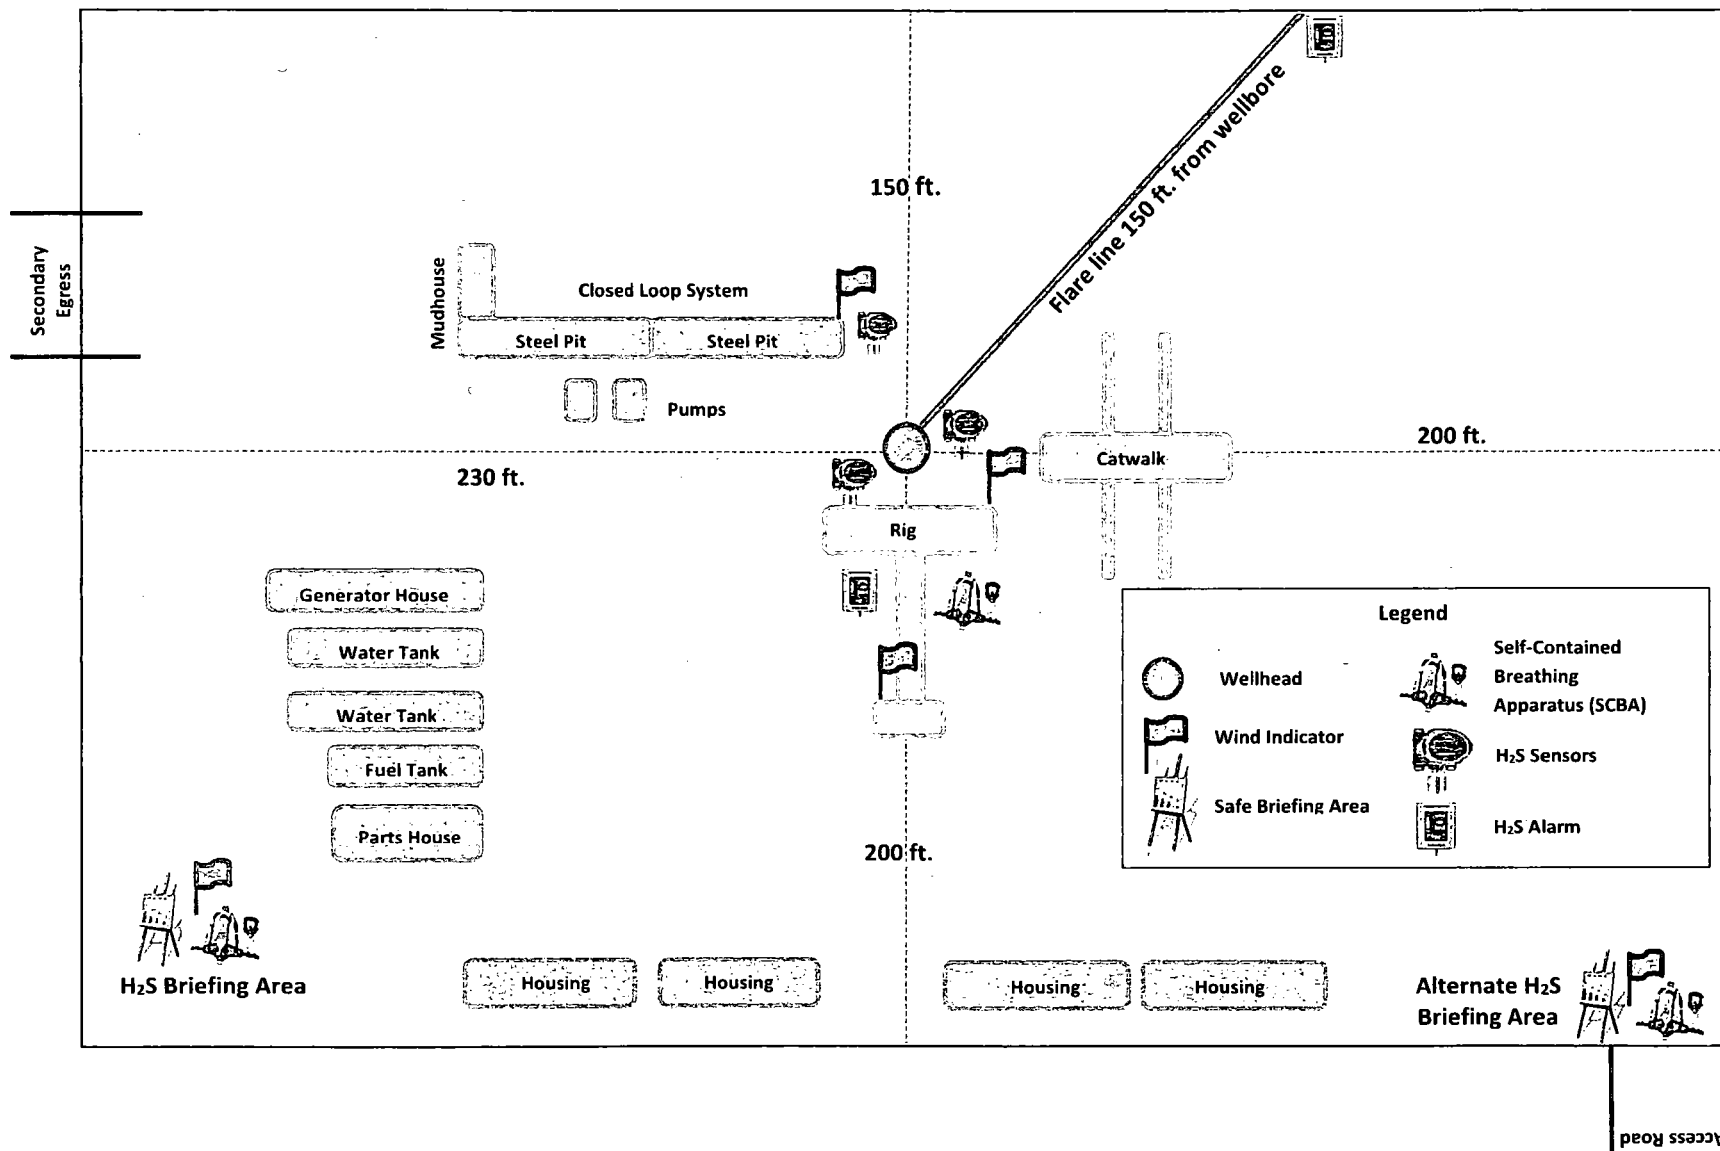 150 ft.
Flare line 150 ft. from wellbore
Secondary
Egress
Mudhouse
Closed Loop System
Steel Pit
Steel Pit
Pumps
200 ft.
230 ft.
Catwalk
Rig
Generator House
Water Tank
Water Tank
Fuel Tank
Parts House
Legend
Wellhead
Self-Contained
Breathing
Apparatus (SCBA)
Wind Indicator
H₂S Sensors
Safe Briefing Area
H₂S Alarm
200 ft.
H₂S Briefing Area
Housing
Housing
Housing
Housing
Alternate H₂S
Briefing Area
Road